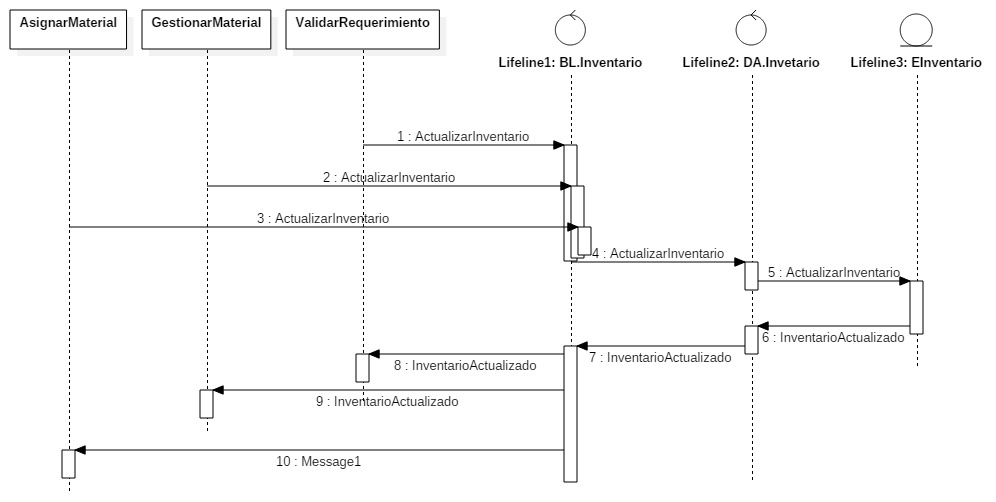 AsignarMaterial
GestionarMaterial
ValidarRequerimiento
Lifeline1: BL.Inventario
Lifeline2: DA.Invetario
Lifeline3: EInventario
1 : ActualizarInventario
2 : ActualizarInventario
3 : ActualizarInventario
4 : ActualizarInventario
5 : ActualizarInventario
6 : InventarioActualizado
7 : InventarioActualizado
8 : InventarioActualizado
9 : InventarioActualizado
10 : Message1